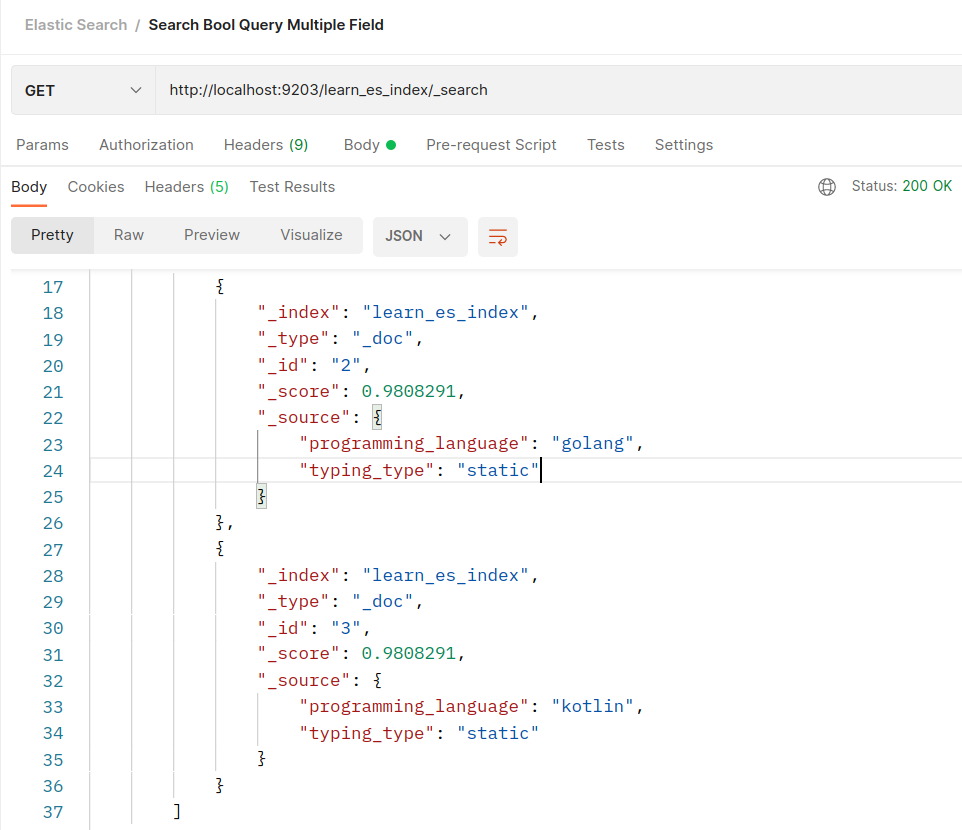 Elastic Search / Search Bool Query Multiple Field
GET http://localhost:9203/learn_es_index/_search
Params Authorization Headers (9) Body Pre-request Script Tests Settings
Body Cookies Headers (5) Test Results Status: 200 OK
Pretty Raw Preview Visualize JSON
17 {
18 "_index": "learn_es_index",
19 "_type": "_doc",
20 "_id": "2",
21 "_score": 0.9808291,
22 "_source": {
23 "programming_language": "golang",
24 "typing_type": "static"
25 }
26 },
27 {
28 "_index": "learn_es_index",
29 "_type": "_doc",
30 "_id": "3",
31 "_score": 0.9808291,
32 "_source": {
33 "programming_language": "kotlin",
34 "typing_type": "static"
35 }
36 }
37 ]